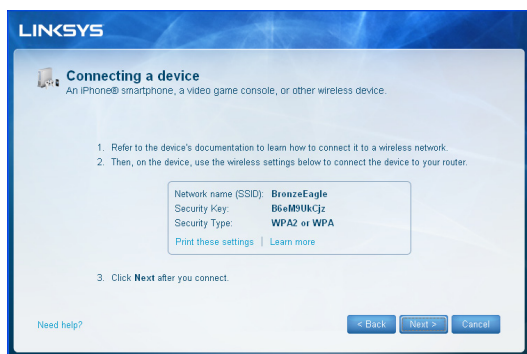 LINKSYS
Connecting a device
An iPhone® smartphone, a video game console, or other wireless device.
1. Refer to the device's documentation to learn how to connect it to a wireless network.
2. Then, on the device, use the wireless settings below to connect the device to your router.
Network name (SSID): BronzeEagle
Security Key: B6eM9UkCjz
Security Type: WPA2 or WPA
Print these settings | Learn more
3. Click Next after you connect.
Need help?
< Back Next > Cancel